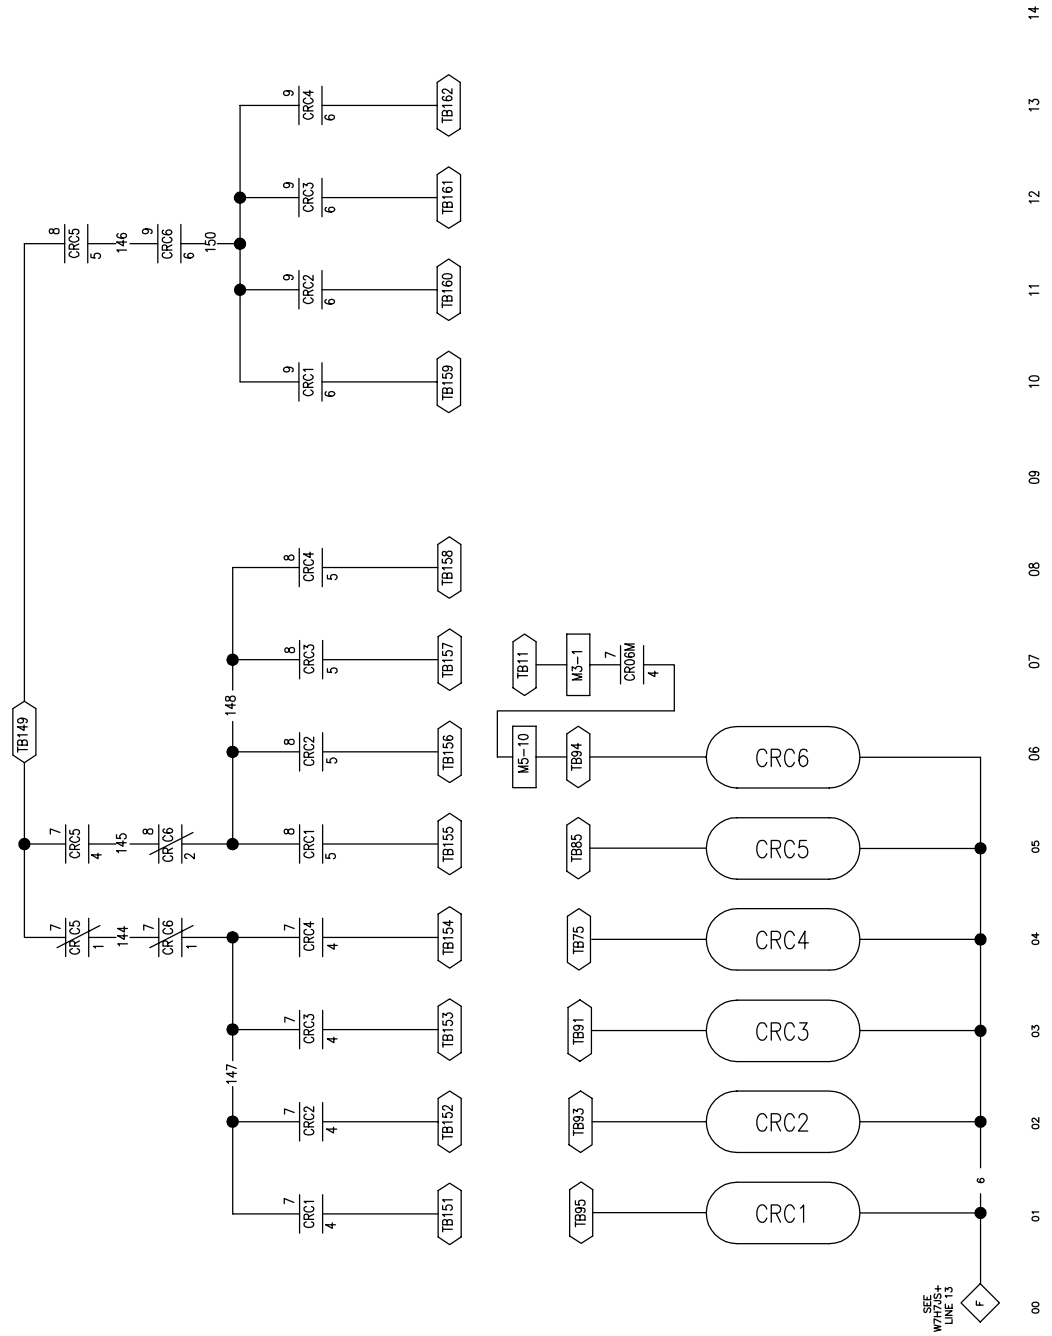 TB149
7
CRC5
1
144
7
CRC6
1
7
CRC5
4
145
8
CRC6
2
8
CRC5
5
146
9
CRC6
6
150
147
148
7
CRC1
4
TB151
7
CRC2
4
TB152
7
CRC3
4
TB153
7
CRC4
4
TB154
8
CRC1
5
TB155
8
CRC2
5
TB156
8
CRC3
5
TB157
8
CRC4
5
TB158
9
CRC1
6
TB159
9
CRC2
6
TB160
9
CRC3
6
TB161
9
CRC4
6
TB162
TB95
CRC1
TB93
CRC2
TB91
CRC3
TB75
CRC4
TB85
CRC5
M5-10
TB94
CRC6
TB11
M3-1
7
CR06M
4
6
SEE
W7H7JS+
LINE 13
F
00
01
02
03
04
05
06
07
08
09
10
11
12
13
14